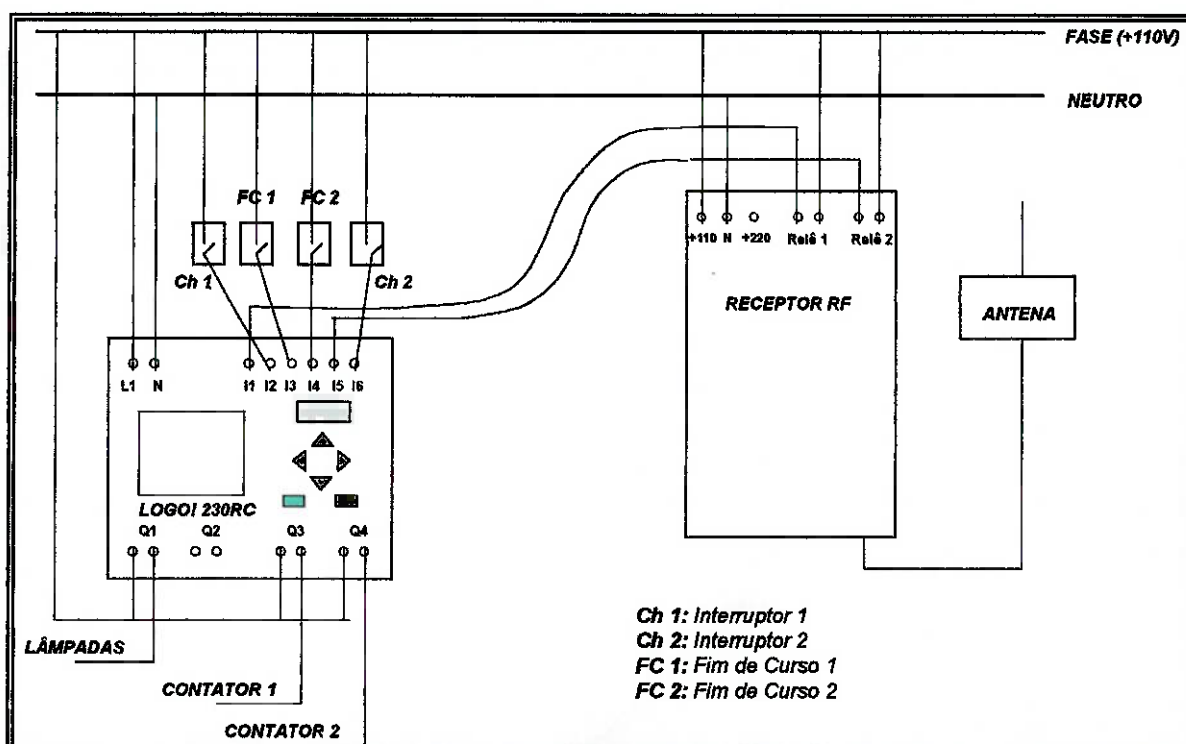 FASE (+110V)
NEUTRO
FC 1 FC 2
Ch 1 Ch 2
+110 N +220 Relê 1 Relê 2
RECEPTOR RF
ANTENA
L1 N I1 I2 I3 I4 I5 I6
LOGO! 230RC
Q1 Q2 Q3 Q4
LÂMPADAS
CONTATOR 1
CONTATOR 2
Ch 1: Interruptor 1
Ch 2: Interruptor 2
FC 1: Fim de Curso 1
FC 2: Fim de Curso 2